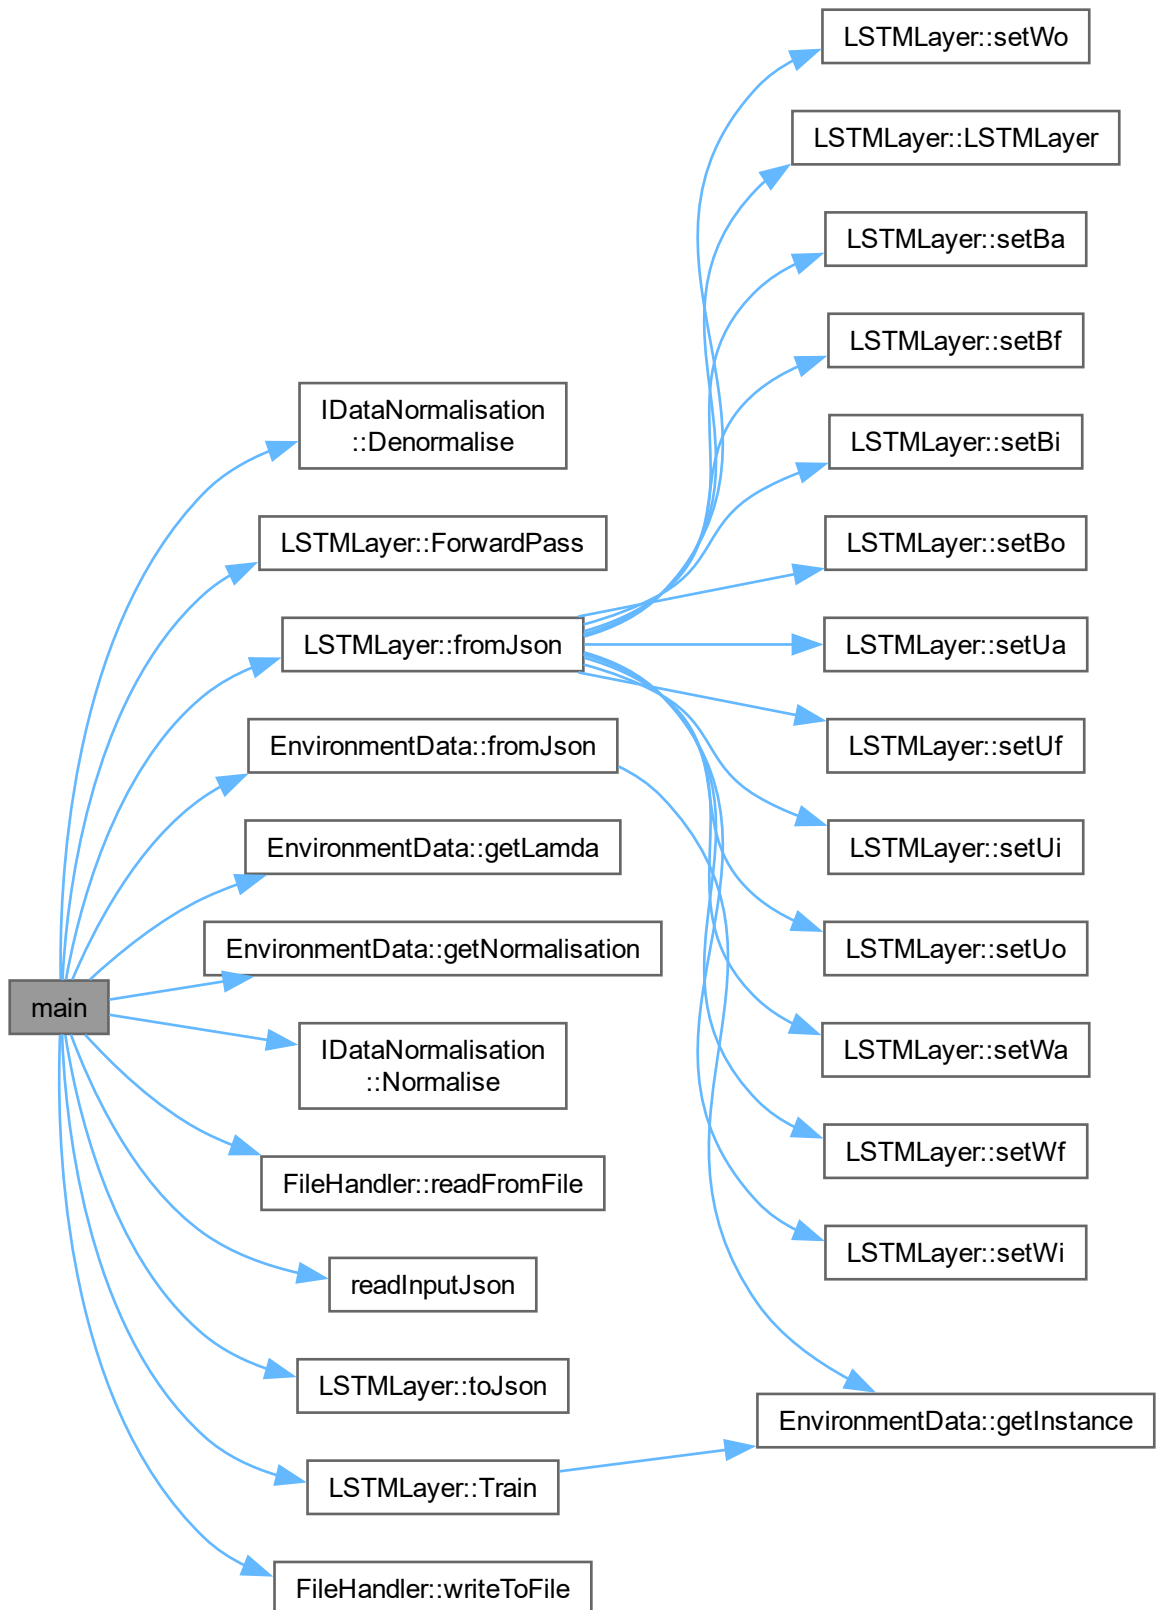 main
IDataNormalisation
::Denormalise
LSTMLayer::ForwardPass
LSTMLayer::fromJson
EnvironmentData::fromJson
EnvironmentData::getLamda
EnvironmentData::getNormalisation
IDataNormalisation
::Normalise
FileHandler::readFromFile
readInputJson
LSTMLayer::toJson
LSTMLayer::Train
FileHandler::writeToFile
LSTMLayer::setWo
LSTMLayer::LSTMLayer
LSTMLayer::setBa
LSTMLayer::setBf
LSTMLayer::setBi
LSTMLayer::setBo
LSTMLayer::setUa
LSTMLayer::setUf
LSTMLayer::setUi
LSTMLayer::setUo
LSTMLayer::setWa
LSTMLayer::setWf
LSTMLayer::setWi
EnvironmentData::getInstance